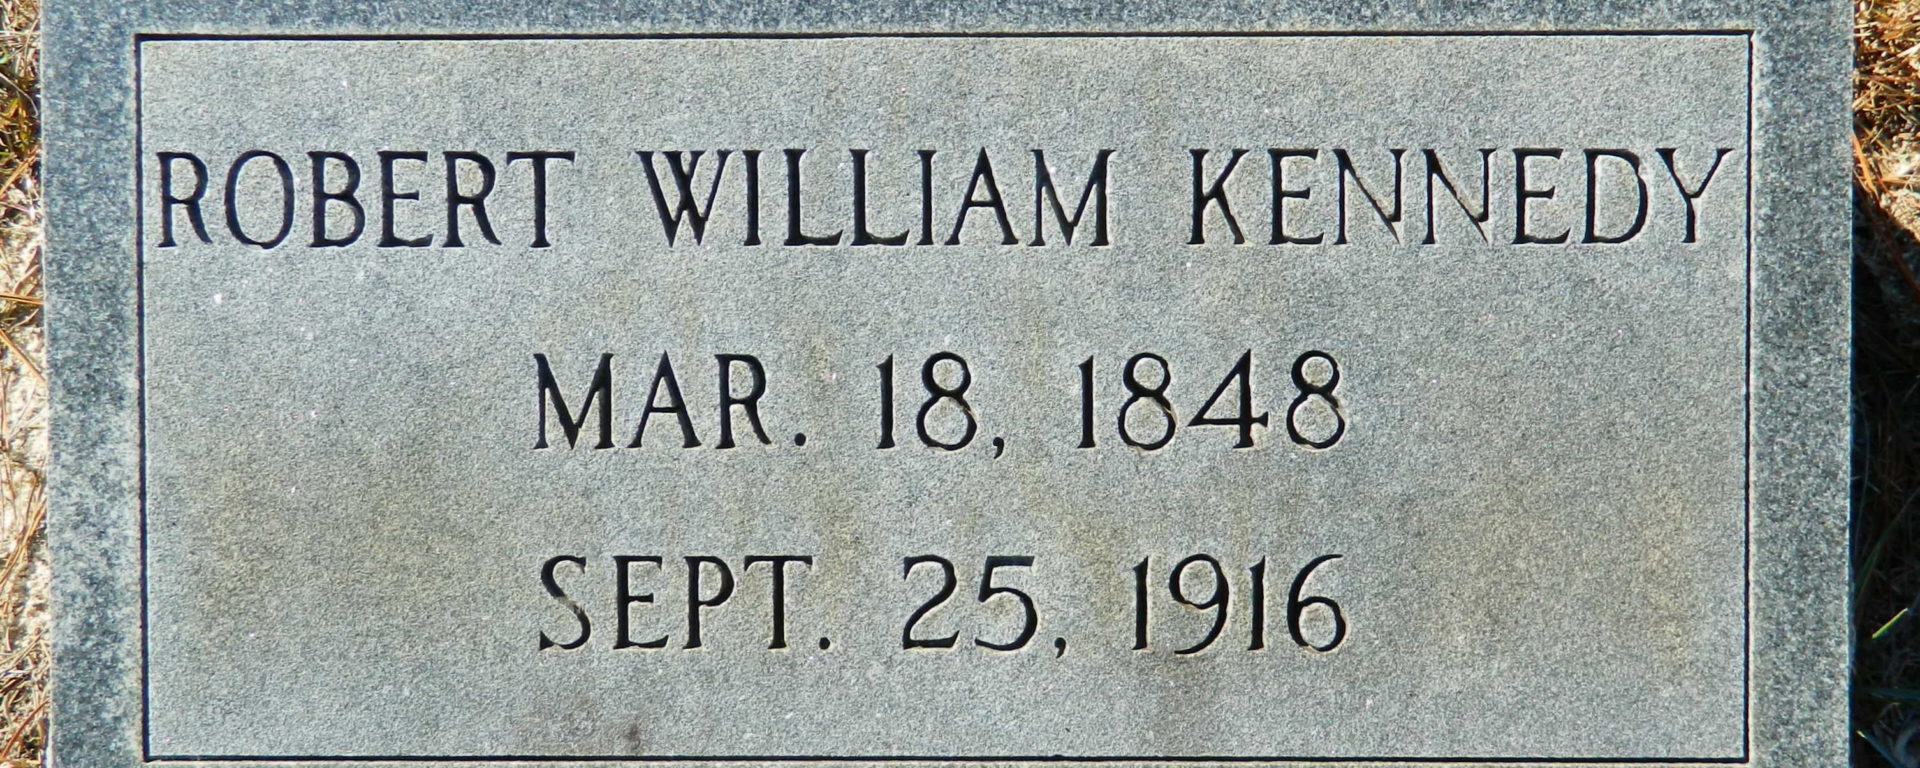 ROBERT WILLIAM KENNEDY
MAR. 18, 1848
SEPT. 25, 1916